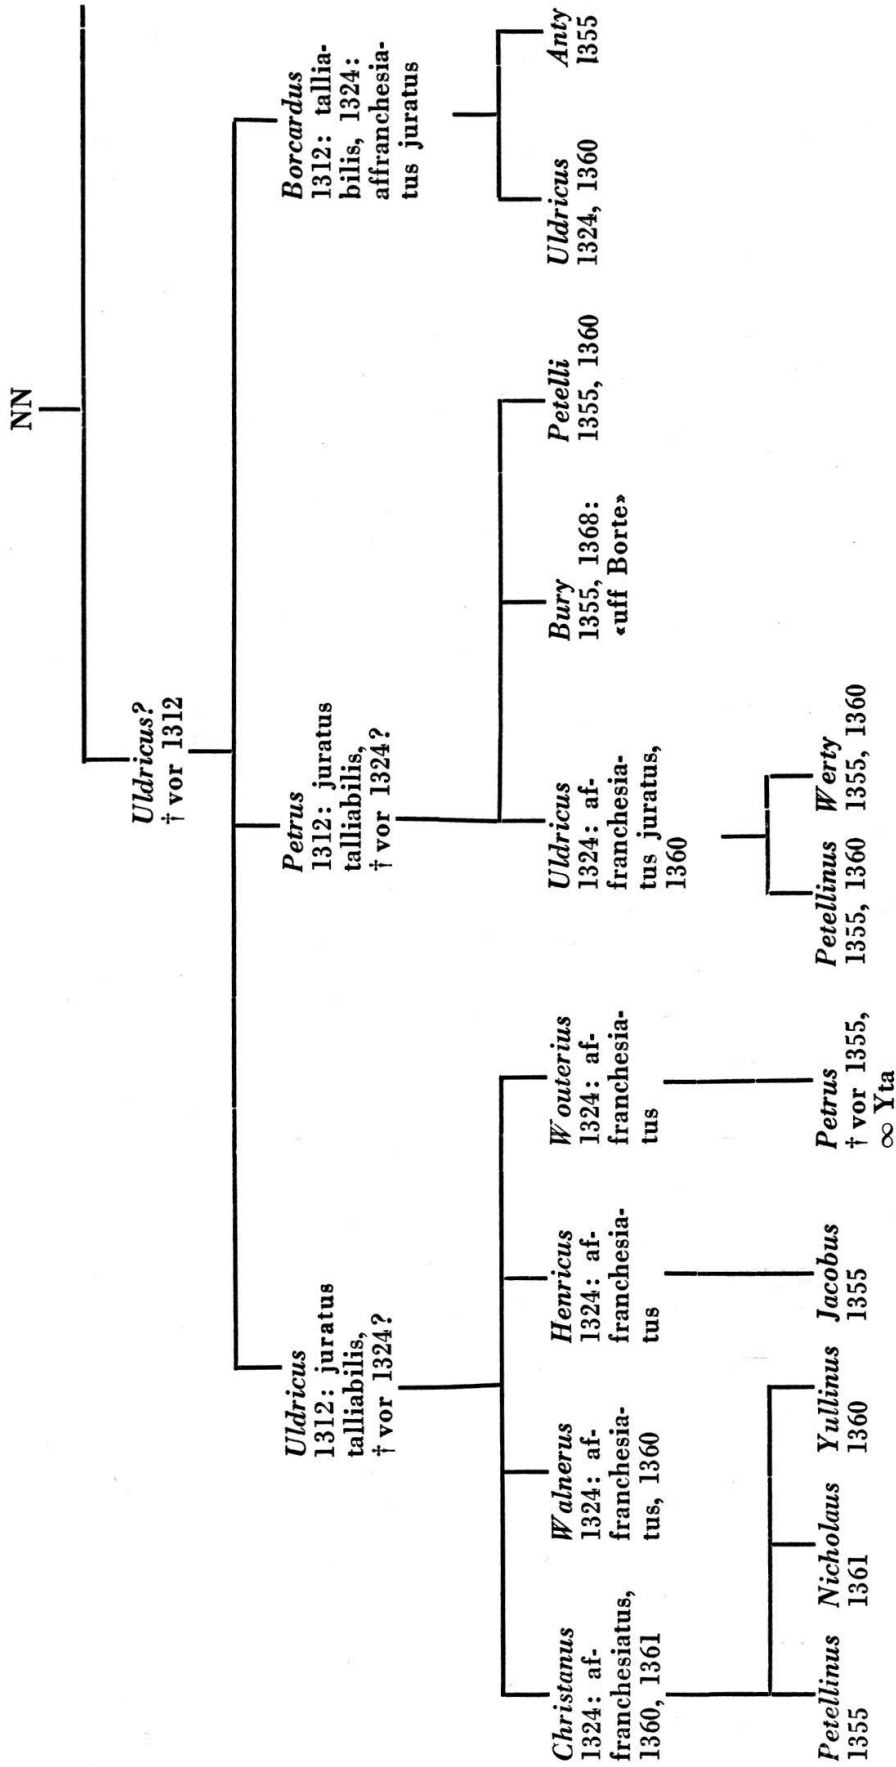 NN
Uldricus?
† vor 1312
Uldricus
1312: juratus
talliabilis,
† vor 1324?
Petrus
1312: juratus
talliabilis,
† vor 1324?
Borcardus
1312: tallia-
bilis, 1324:
affranchesia-
tus juratus
Christanus
1324: af-
franchesiatus,
1360, 1361
Walnerus
1324: af-
franchesia-
tus, 1360
Henricus
1324: af-
franchesia-
tus
Wouterius
1324: af-
franchesia-
tus
Uldricus
1324: af-
franchesia-
tus juratus,
1360
Bury
1355, 1368:
«uff Borte»
Petelli
1355, 1360
Uldricus
1324, 1360
Anty
1355
Petellinus
1355
Nicholaus
1361
Yullinus
1360
Jacobus
1355
Petrus
† vor 1355,
∞ Yta
Petellinus
1355, 1360
Werty
1355, 1360